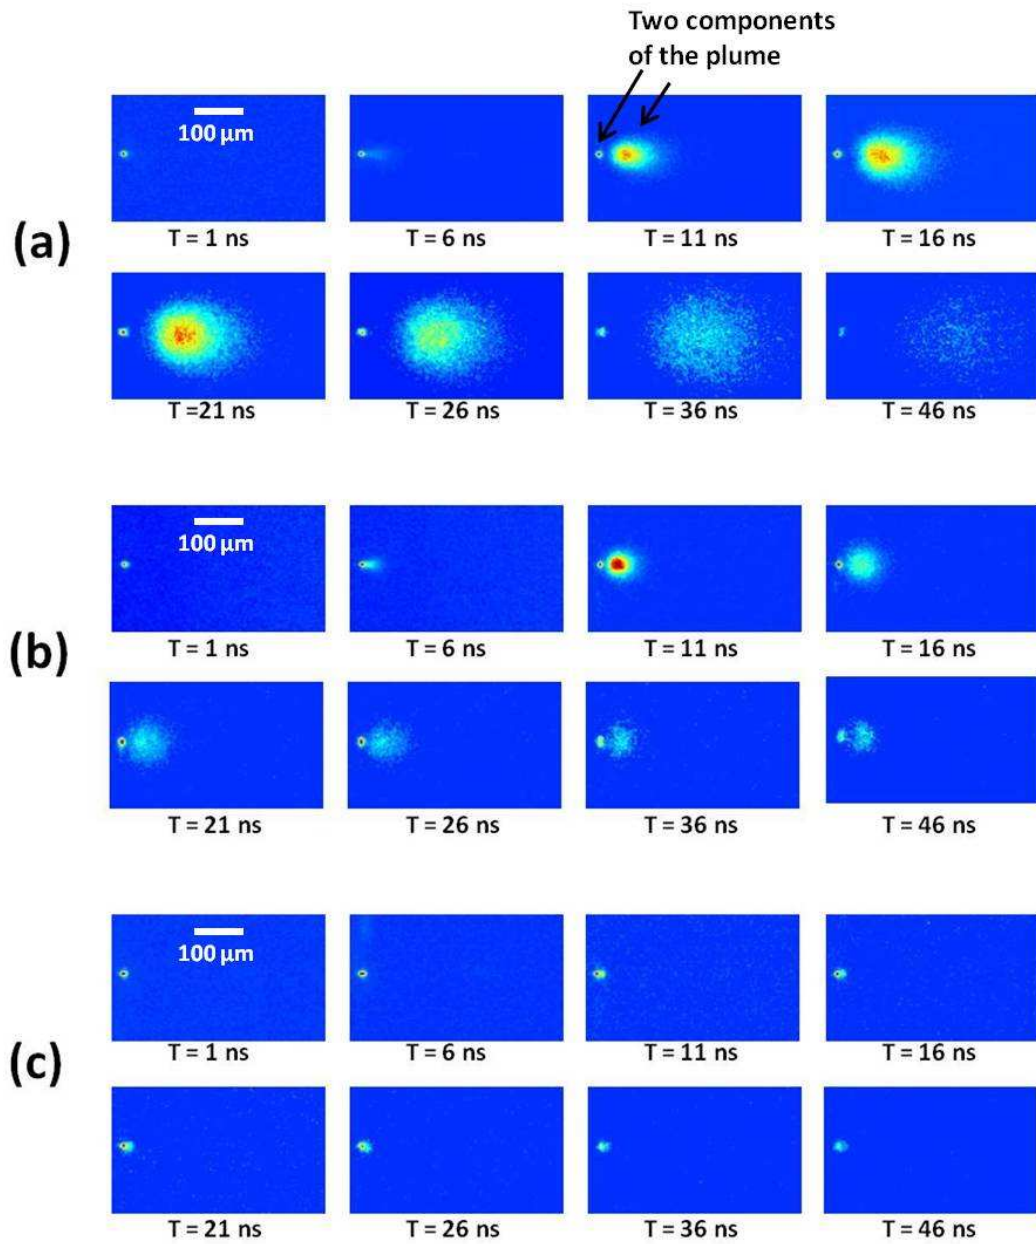 Two components
of the plume
100 µm
(a)
T = 1 ns
T = 6 ns
T = 11 ns
T = 16 ns
T =21 ns
T = 26 ns
T = 36 ns
T = 46 ns
100 µm
(b)
T = 1 ns
T = 6 ns
T = 11 ns
T = 16 ns
T = 21 ns
T = 26 ns
T = 36 ns
T = 46 ns
100 µm
(c)
T = 1 ns
T = 6 ns
T = 11 ns
T = 16 ns
T = 21 ns
T = 26 ns
T = 36 ns
T = 46 ns